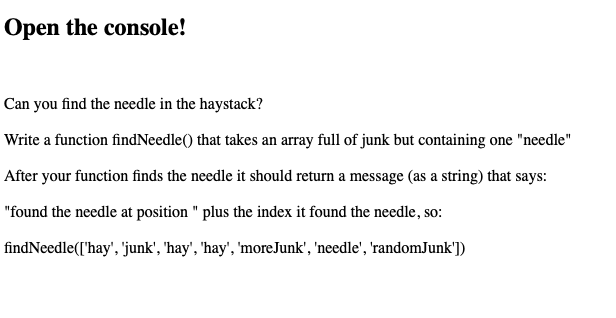 Open the console!
Can you find the needle in the haystack?
Write a function findNeedle() that takes an array full of junk but containing one "needle"
After your function finds the needle it should return a message (as a string) that says:
"found the needle at position " plus the index it found the needle, so:
findNeedle(['hay', 'junk', 'hay', 'hay', 'moreJunk', 'needle', 'randomJunk'])